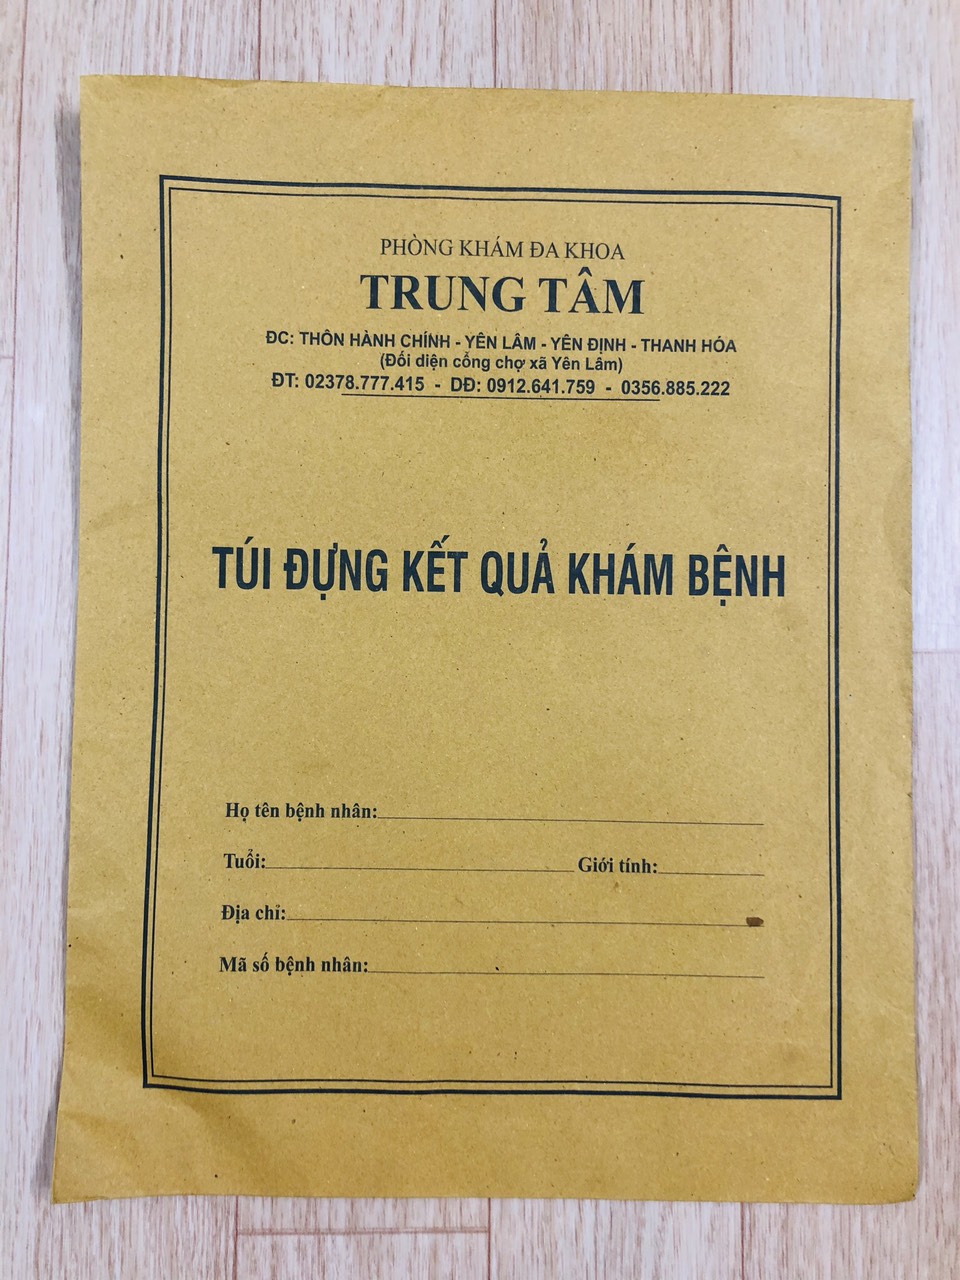 PHÒNG KHÁM ĐA KHOA
TRUNG TÂM
ĐC: THÔN HÀNH CHÍNH - YÊN LÂM - YÊN ĐỊNH - THANH HÓA
(Đối diện cổng chợ xã Yên Lâm)
ĐT: 02378.777.415 - DĐ: 0912.641.759 - 0356.885.222
TÚI ĐỰNG KẾT QUẢ KHÁM BỆNH
Họ tên bệnh nhân:
Tuổi: Giới tính:
Địa chỉ:
Mã số bệnh nhân: